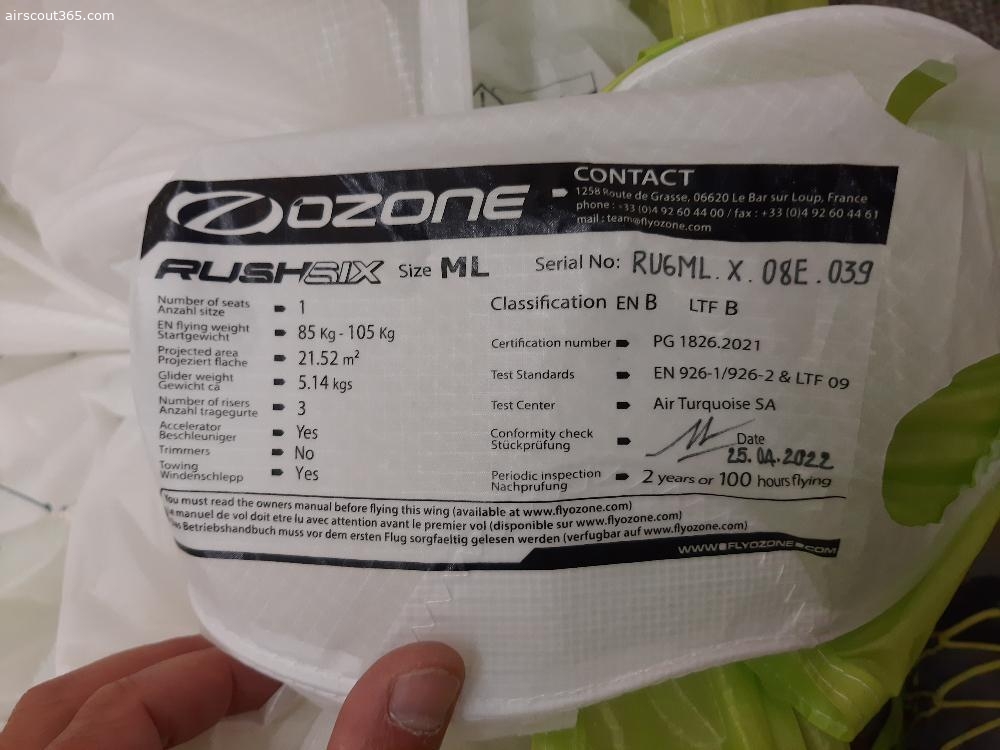 airscout365.com
OZONE
CONTACT
1258 Route de Grasse, 06620 Le Bar sur Loup, France
phone : +33 (0)4 92 60 44 00 / fax : +33 (0)4 92 60 44 61
mail : team@flyozone.com
RUSHSIX Size ML Serial No: RU6ML.X.08E.039
Number of seats
Anzahl sitze
1
EN flying weight
Startgewicht
85 Kg - 105 Kg
Projected area
Projeziert flache
21.52 m²
Glider weight
Gewicht ca
5.14 kgs
Number of risers
Anzahl tragegurte
3
Accelerator
Beschleuniger
Yes
Trimmers
No
Towing
Windenschlepp
Yes
Classification EN B LTF B
Certification number PG 1826.2021
Test Standards EN 926-1/926-2 & LTF 09
Test Center Air Turquoise SA
Conformity check
Stückprüfung
Date
25.04.2022
Periodic inspection
Nachprufung
2 years or 100 hours flying
You must read the owners manual before flying this wing (available at www.flyozone.com)
manuel de vol doit etre lu avec attention avant le premier vol (disponible sur www.flyozone.com)
Betriebshandbuch muss vor dem ersten Flug sorgfaeltig gelesen werden (verfugbar auf www.flyozone.com)
WWW.FLYOZONE.COM